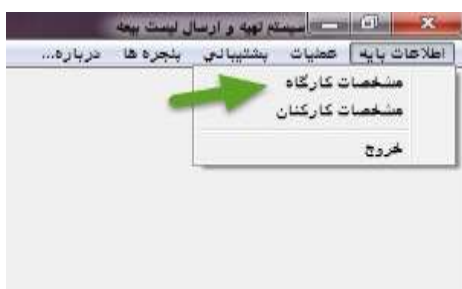 سیستم تهیه و ارسال لیست بیمه
اطلاعات پایه عملیات پشتیبانی پنجره ها درباره...
مشخصات کارگاه
مشخصات کارکنان
خروج